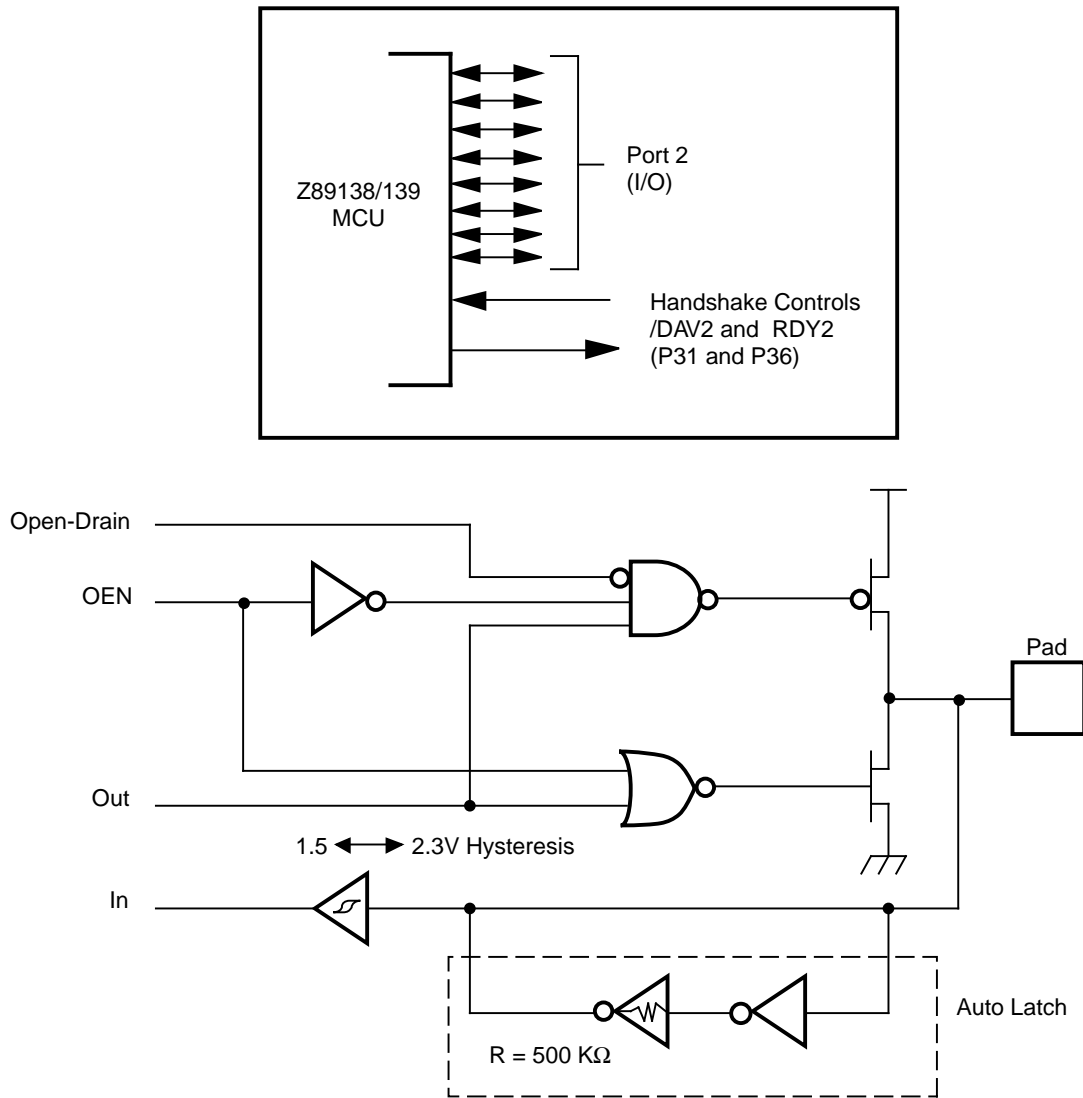 Z89138/139
MCU
Port 2
(I/O)
Handshake Controls
/DAV2 and RDY2
(P31 and P36)
Open-Drain
OEN
Pad
Out
1.5 2.3V Hysteresis
In
Auto Latch
R = 500 KΩ